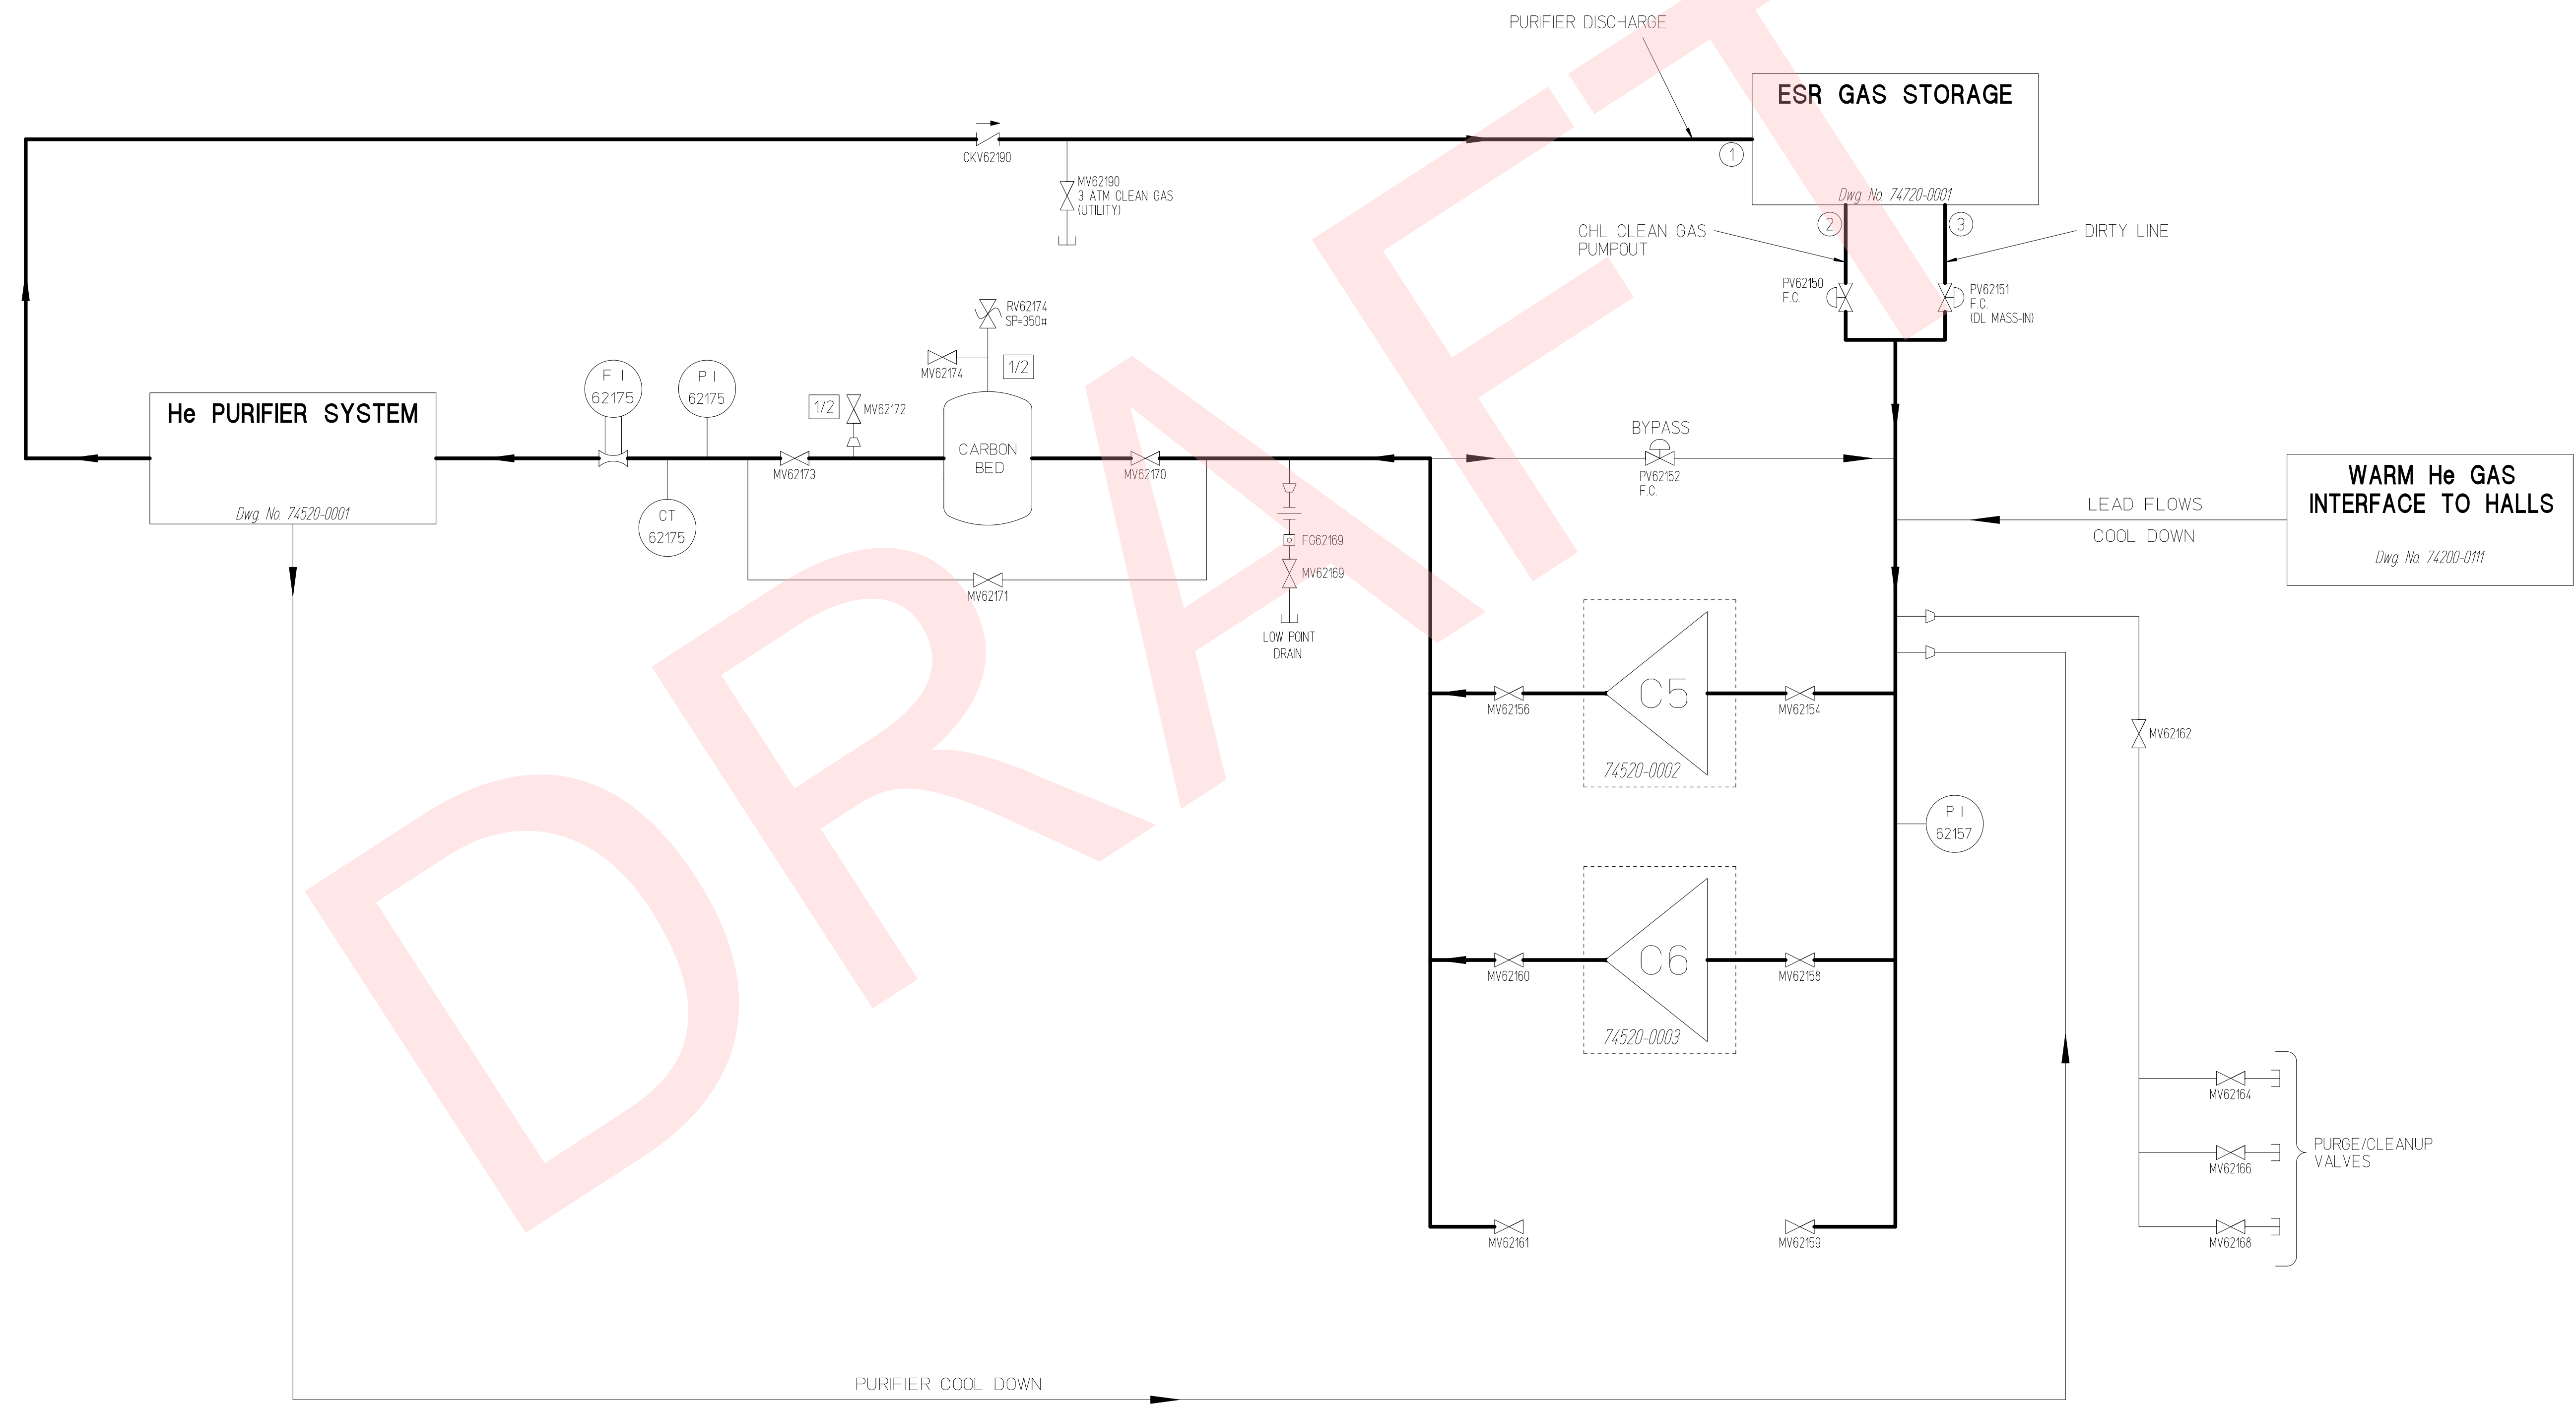 PURIFIER DISCHARGE
ESR GAS STORAGE
Dwg. No. 74720-0001
1
2
3
CKV62190
MV62190
3 ATM CLEAN GAS
(UTILITY)
CHL CLEAN GAS
PUMPOUT
DIRTY LINE
PV62150
F.C.
PV62151
F.C.
(DL MASS-IN)
RV62174
SP=350#
MV62174
1/2
F I
62175
P I
62175
1/2
MV62172
He PURIFIER SYSTEM
Dwg. No. 74520-0001
CARBON
BED
MV62173
MV62170
CT
62175
MV62171
BYPASS
PV62152
F.C.
WARM He GAS
INTERFACE TO HALLS
Dwg. No. 74200-0111
LEAD FLOWS
COOL DOWN
FG62169
MV62169
LOW POINT
DRAIN
C5
74520-0002
MV62156
MV62154
MV62162
P I
62157
C6
74520-0003
MV62160
MV62158
MV62164
MV62166
MV62168
PURGE/CLEANUP
VALVES
MV62161
MV62159
PURIFIER COOL DOWN
DRAFT